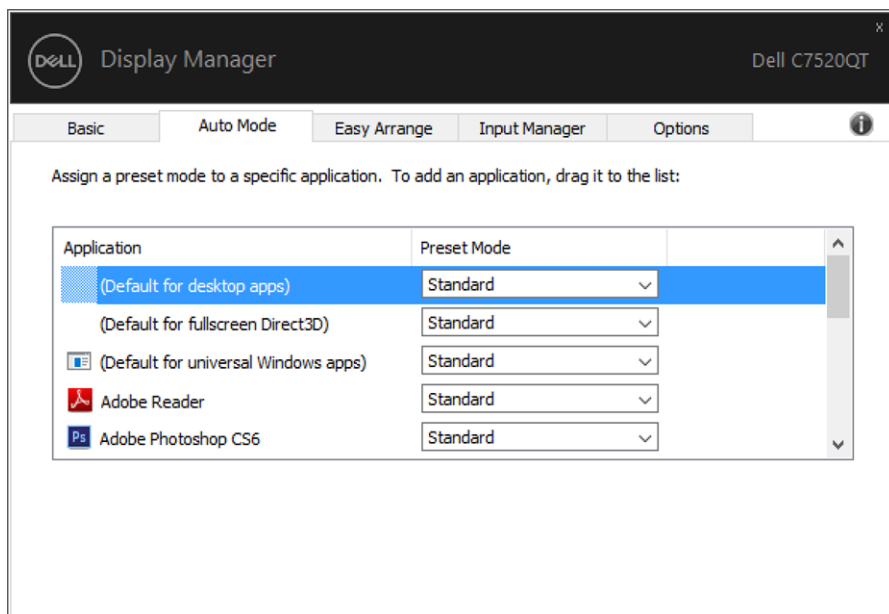 DELL Display Manager Dell C7520QT x
Basic Auto Mode Easy Arrange Input Manager Options i
Assign a preset mode to a specific application. To add an application, drag it to the list:
Application Preset Mode
(Default for desktop apps) Standard
(Default for fullscreen Direct3D) Standard
(Default for universal Windows apps) Standard
Adobe Reader Standard
Ps Adobe Photoshop CS6 Standard